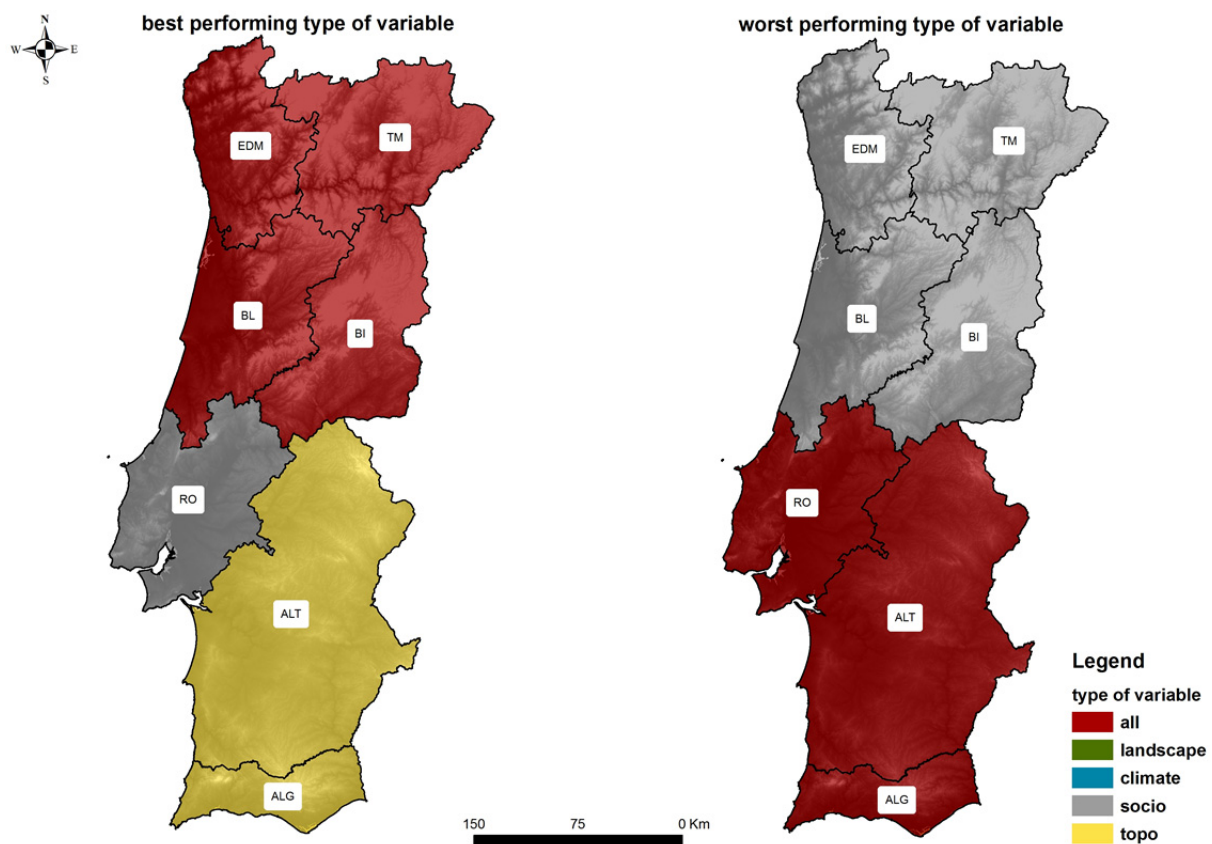 best performing type of variable
worst performing type of variable
N
W
E
S
EDM
TM
BL
BI
RO
ALT
ALG
EDM
TM
BL
BI
RO
ALT
ALG
Legend
type of variable
all
landscape
climate
socio
topo
150
75
0 Km